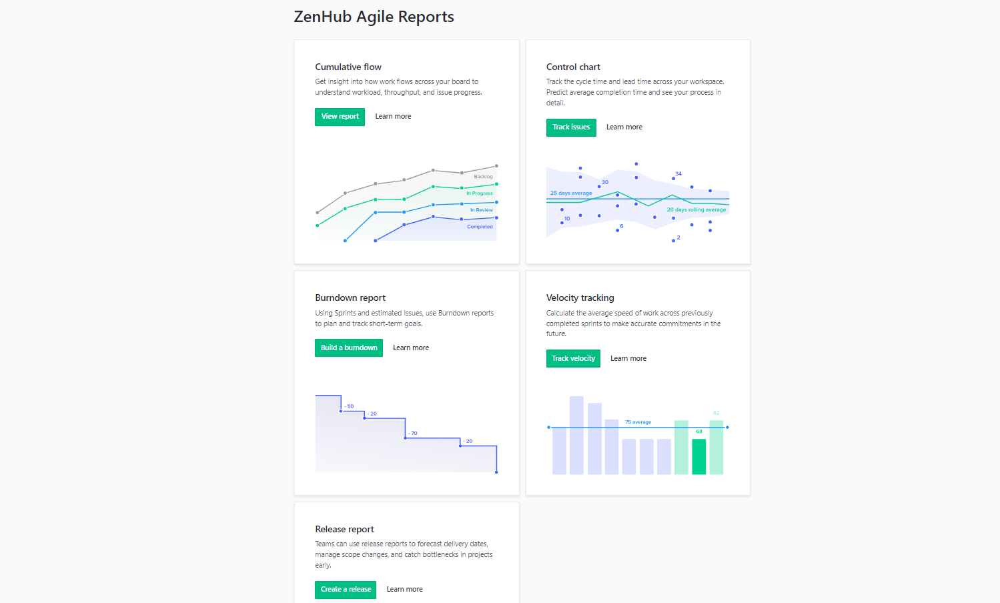 ZenHub Agile Reports
Cumulative flow
Get insight into how work flows across your board to
understand workload, throughput, and issue progress.
View report
Learn more
Backlog
In Progress
In Review
Completed
Control chart
Track the cycle time and lead time across your workspace.
Predict average completion time and see your process in
detail.
Track issues
Learn more
34
30
25 days average
20 days rolling average
10
6
2
Burndown report
Using Sprints and estimated Issues, use Burndown reports
to plan and track short-term goals.
Build a burndown
Learn more
- 50
- 20
- 70
- 20
Velocity tracking
Calculate the average speed of work across previously
completed sprints to make accurate commitments in the
future.
Track velocity
Learn more
82
75 average
68
Release report
Teams can use release reports to forecast delivery dates,
manage scope changes, and catch bottlenecks in projects
early.
Create a release
Learn more